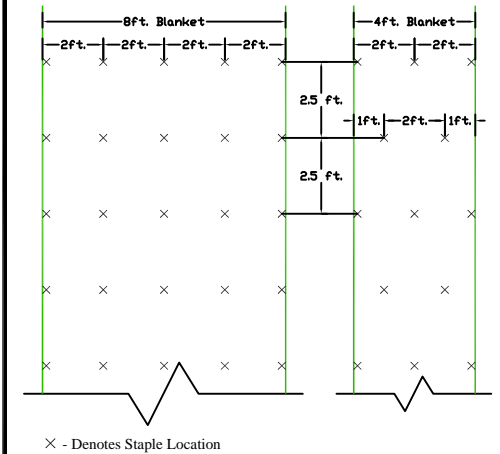 8ft. Blanket
4ft. Blanket
2ft. 2ft. 2ft. 2ft.
2ft. 2ft.
2.5 ft.
1ft. 2ft. 1ft.
2.5 ft.
× - Denotes Staple Location